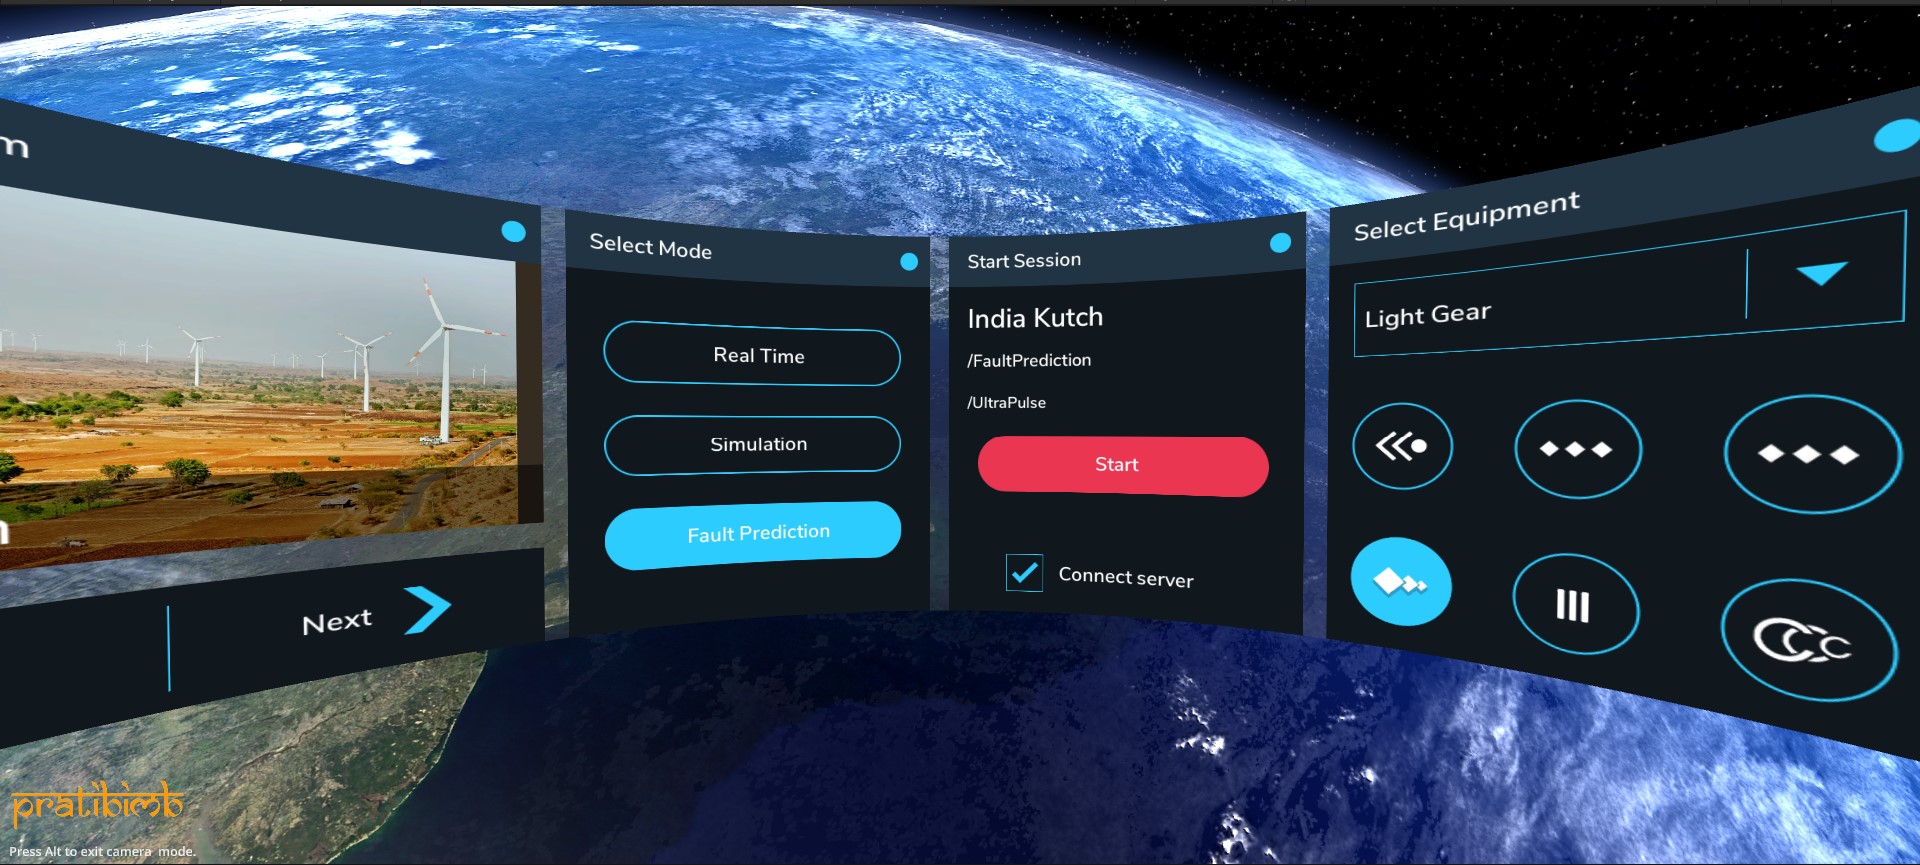 m
Select Mode
Real Time
Simulation
Fault Prediction
Start Session
India Kutch
/FaultPrediction
/UltraPulse
Start
Connect server
Select Equipment
Light Gear
Next
pratibimb
Press Alt to exit camera mode.